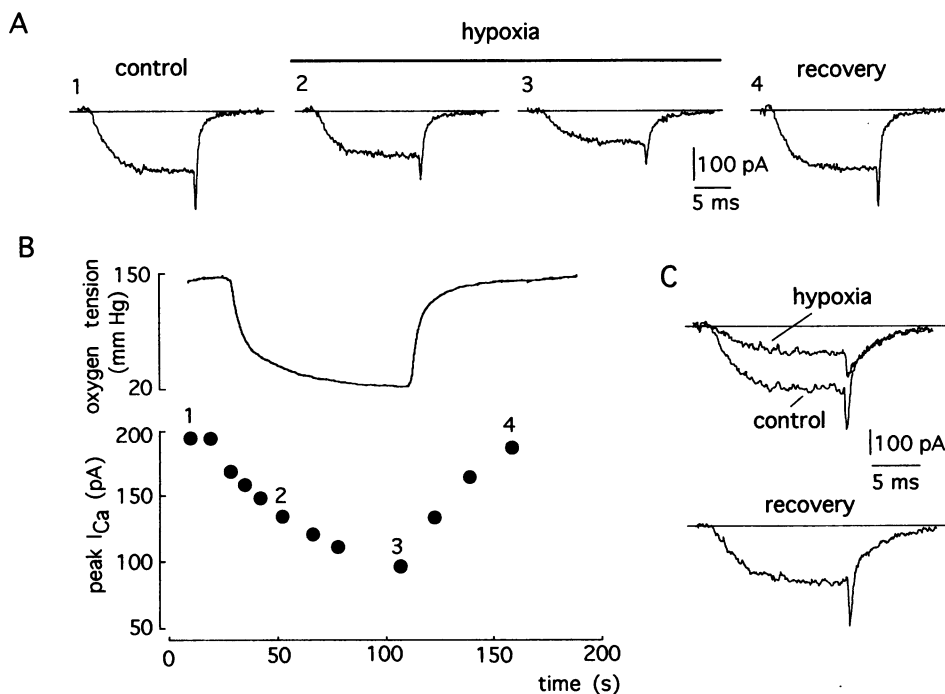 A
hypoxia
control
recovery
1
2
3
4
100 pA
5 ms
B
C
oxygen tension
(mm Hg)
150
20
hypoxia
control
100 pA
5 ms
recovery
peak ICa (pA)
200
150
100
50
1
2
3
4
0
50
100
150
200
time (s)